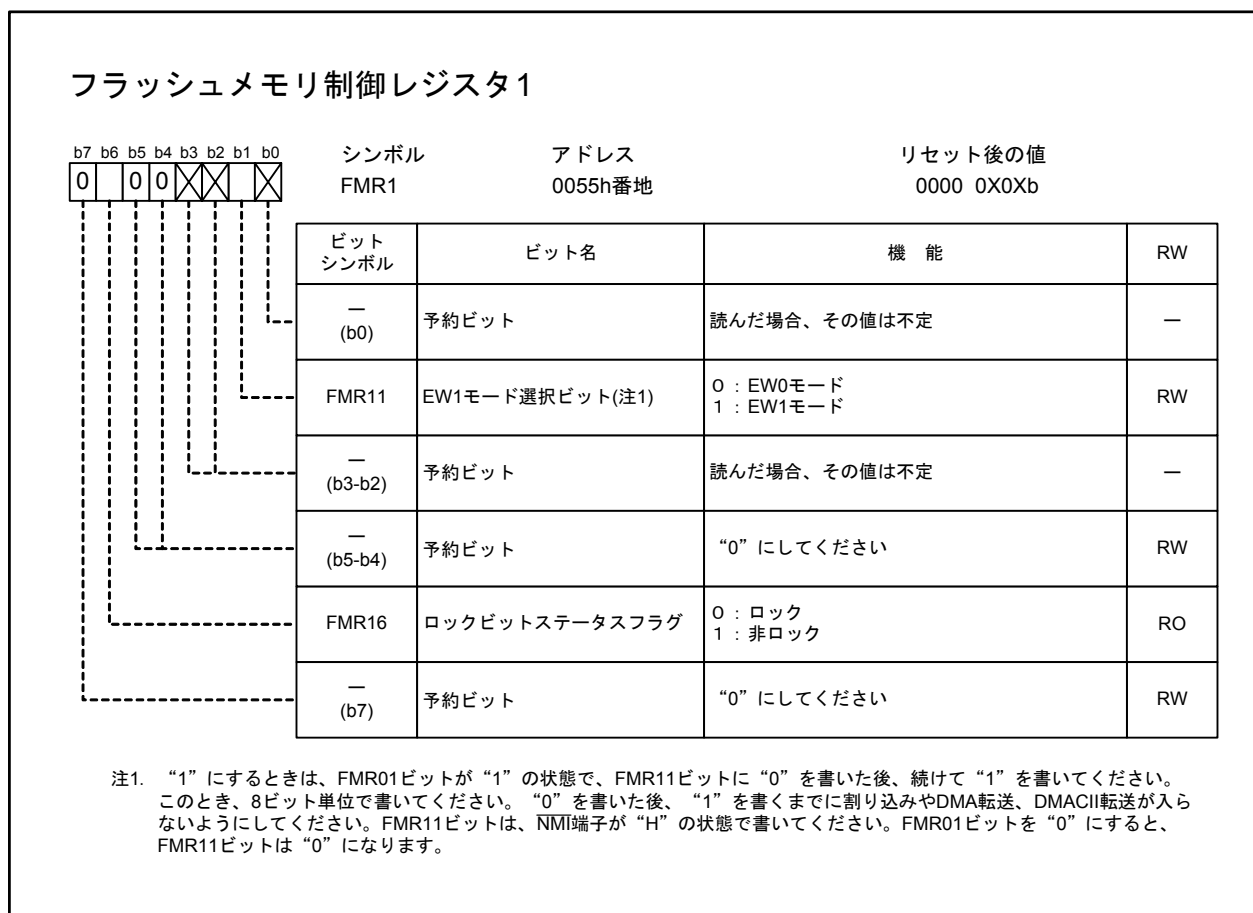 フラッシュメモリ制御レジスタ1
b7 b6 b5 b4 b3 b2 b1 b0
0 0 0
シンボル アドレス リセット後の値
FMR1 0055h番地 0000 0X0Xb
ビット
シンボル
ビット名 機 能 RW
—
(b0)
予約ビット 読んだ場合、その値は不定 —
FMR11 EW1モード選択ビット(注1)
0 : EW0モード
1 : EW1モード
RW
—
(b3-b2)
予約ビット 読んだ場合、その値は不定 —
—
(b5-b4)
予約ビット “0”にしてください RW
FMR16 ロックビットステータスフラグ
0 : ロック
1 : 非ロック
RO
—
(b7)
予約ビット “0”にしてください RW
注1. “1”にするときは、FMR01ビットが“1”の状態で、FMR11ビットに“0”を書いた後、続けて“1”を書いてください。
このとき、8ビット単位で書いてください。“0”を書いた後、“1”を書くまでに割り込みやDMA転送、DMACII転送が入ら
ないようにしてください。FMR11ビットは、NMI端子が“H”の状態で書いてください。FMR01ビットを“0”にすると、
FMR11ビットは“0”になります。